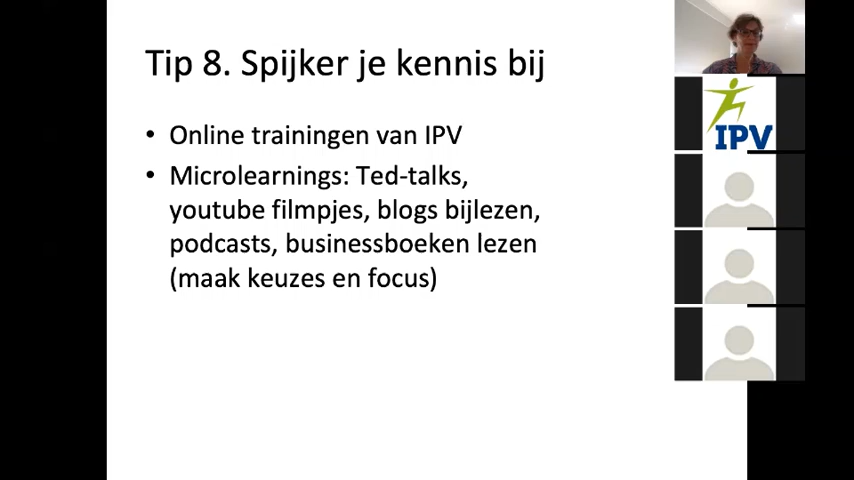 Tip 8. Spijker je kennis bij
• Online trainingen van IPV
• Microlearnings: Ted-talks,
youtube filmpjes, blogs bijlezen,
podcasts, businessboeken lezen
(maak keuzes en focus)
IPV